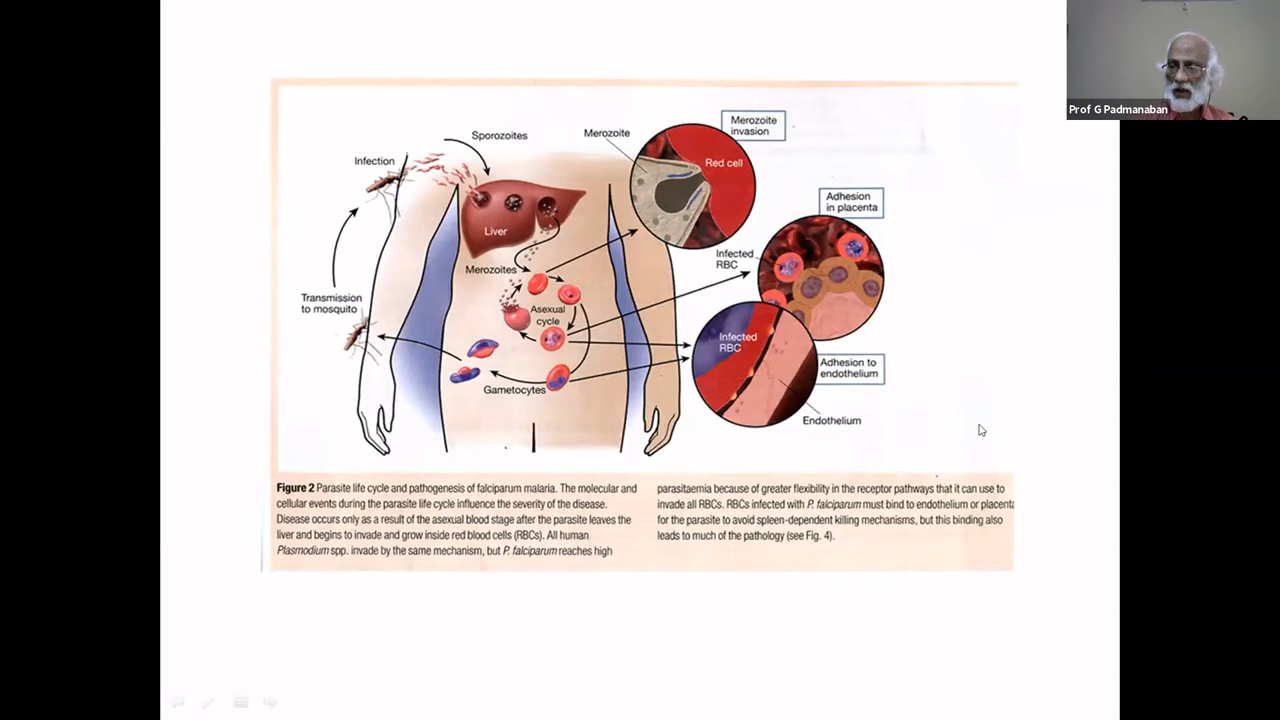 Prof G Padmanaban
Merozoite
invasion
Sporozoites
Merozoite
Infection
Red cell
Adhesion
in placenta
Liver
Infected
RBC
Merozoites
Transmission
to mosquito
Asexual
cycle
Infected
RBC
Adhesion to
endothelium
Gametocytes
Endothelium
Figure 2 Parasite life cycle and pathogenesis of falciparum malaria. The molecular and
cellular events during the parasite life cycle influence the severity of the disease.
Disease occurs only as a result of the asexual blood stage after the parasite leaves the
liver and begins to invade and grow inside red blood cells (RBCs). All human
Plasmodium spp. invade by the same mechanism, but P. falciparum reaches high
parasitaemia because of greater flexibility in the receptor pathways that it can use to
invade all RBCs. RBCs infected with P. falciparum must bind to endothelium or placenta
for the parasite to avoid spleen-dependent killing mechanisms, but this binding also
leads to much of the pathology (see Fig. 4).